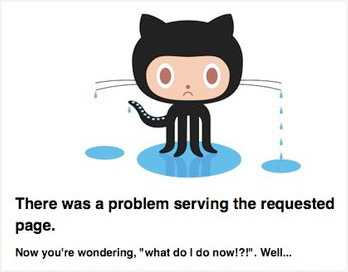 There was a problem serving the requested
page.
Now you're wondering, "what do I do now!?!". Well...